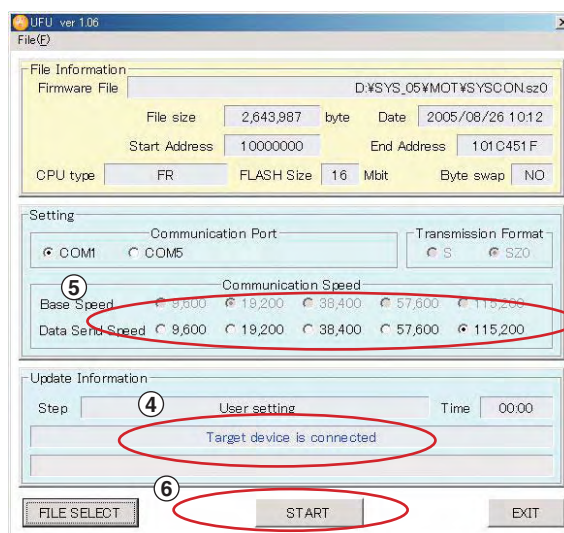 UFU ver 1.06
File(F)
File Information
Firmware File D:¥SYS_05¥MOT¥SYSCON.sz0
File size 2,643,987 byte Date 2005/08/26 10:12
Start Address 10000000 End Address 101C451F
CPU type FR FLASH Size 16 Mbit Byte swap NO
Setting
Communication Port Transmission Format
COM1 COM5 S SZ0
⑤ Communication Speed
Base Speed 9,600 19,200 38,400 57,600 115,200
Data Send Speed 9,600 19,200 38,400 57,600 115,200
Update Information
Step ④ User setting Time 00:00
Target device is connected
⑥
FILE SELECT START EXIT